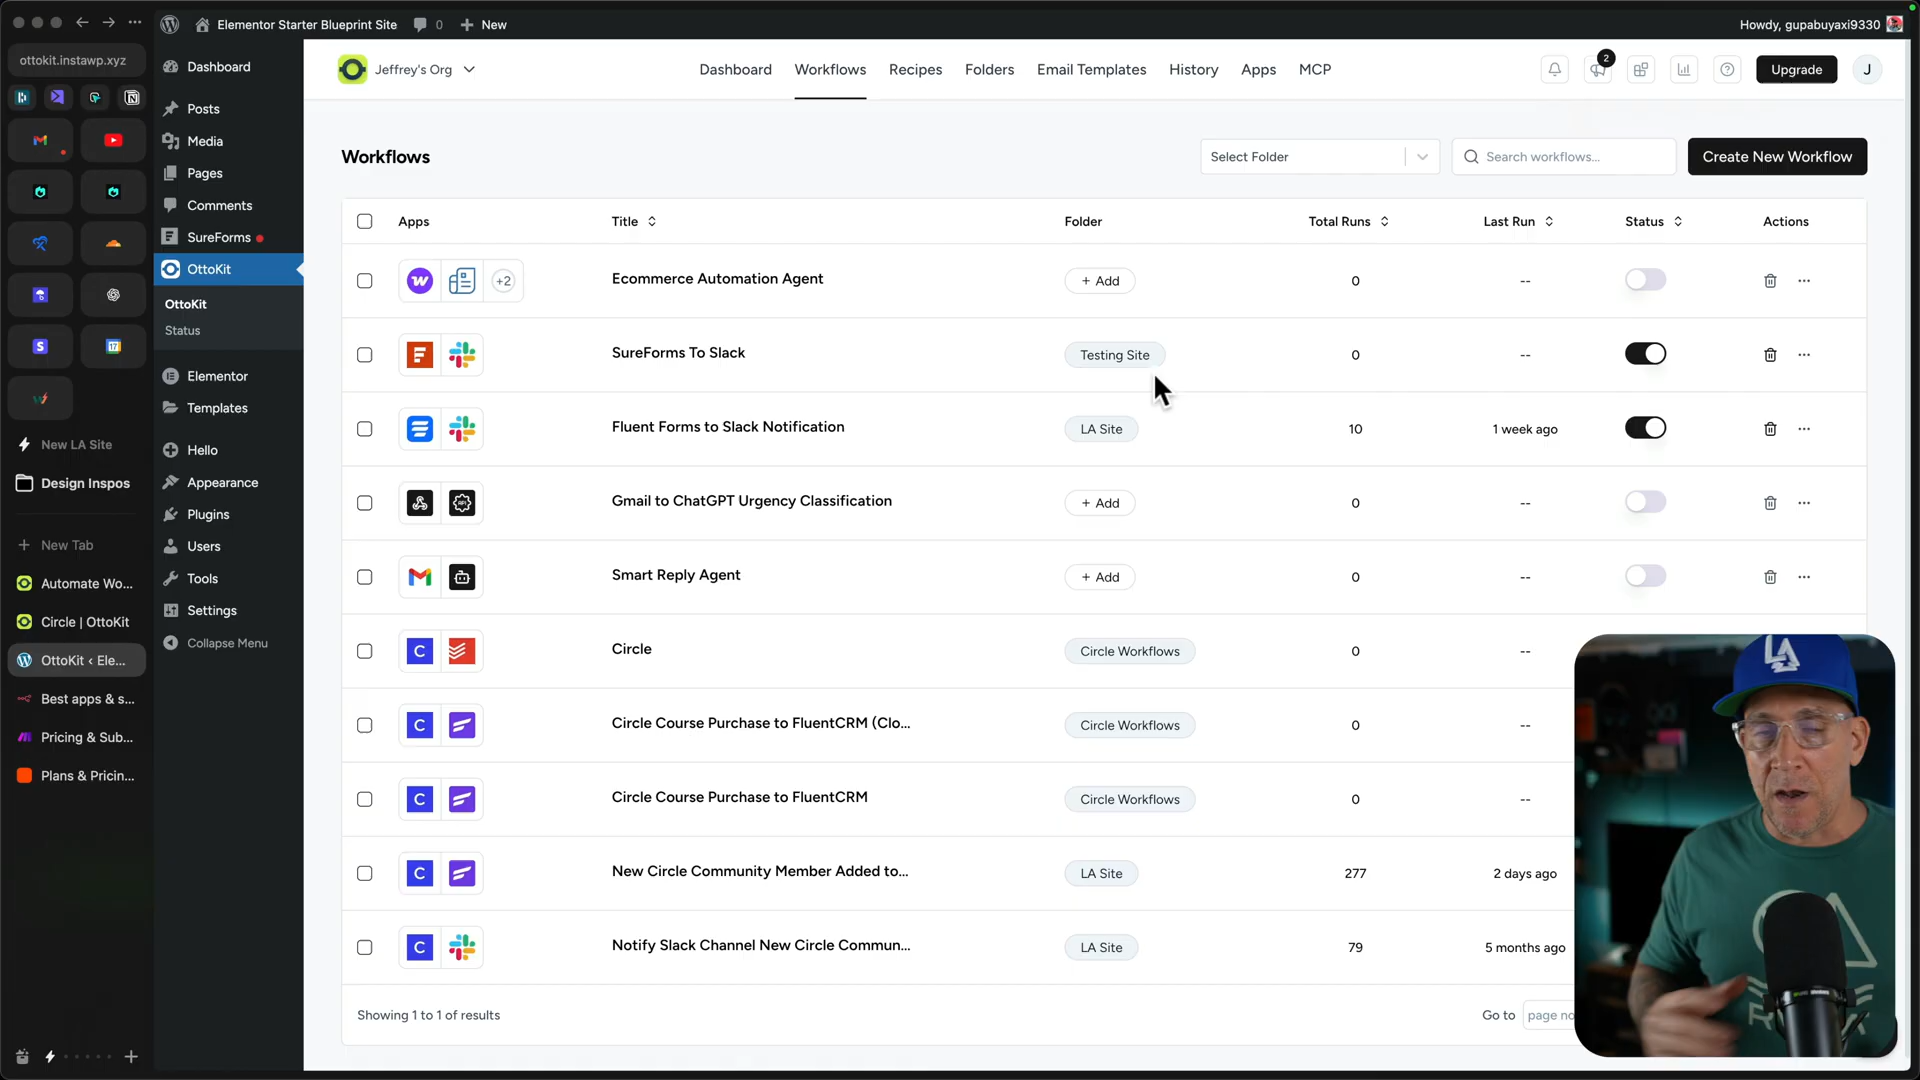 Elementor Starter Blueprint Site
0
New
Howdy, gupabuyaxi9330
ottokit.instawp.xyz
17
New LA Site
Design Inspos
New Tab
Automate Wo...
Circle | OttoKit
OttoKit ‹ Ele...
Best apps & s...
Pricing & Sub...
Plans & Pricin...
Dashboard
Posts
Media
Pages
Comments
SureForms
OttoKit
OttoKit
Status
Elementor
Templates
Hello
Appearance
Plugins
Users
Tools
Settings
Collapse Menu
Jeffrey's Org
Dashboard
Workflows
Recipes
Folders
Email Templates
History
Apps
MCP
2
Upgrade
J
Workflows
Select Folder
Search workflows...
Create New Workflow
Apps Title Folder Total Runs Last Run Status Actions
+2 Ecommerce Automation Agent + Add 0 --
SureForms To Slack Testing Site 0 --
Fluent Forms to Slack Notification LA Site 10 1 week ago
Gmail to ChatGPT Urgency Classification + Add 0 --
Smart Reply Agent + Add 0 --
C Circle Circle Workflows 0 --
C Circle Course Purchase to FluentCRM (Clo... Circle Workflows 0 --
C Circle Course Purchase to FluentCRM Circle Workflows 0 --
C New Circle Community Member Added to... LA Site 277 2 days ago
C Notify Slack Channel New Circle Commun... LA Site 79 5 months ago
Showing 1 to 1 of results
Go to page no
LA